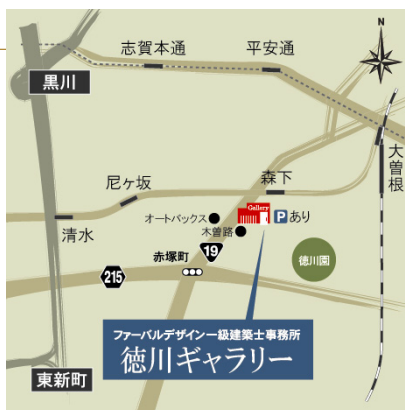 N
志賀本通
平安通
黒川
大曽根
森下
尼ヶ坂
Gallery
P あり
オートバックス
清水
木曽路
19
赤塚町
徳川園
215
ファーバルデザイン一級建築士事務所
徳川ギャラリー
東新町